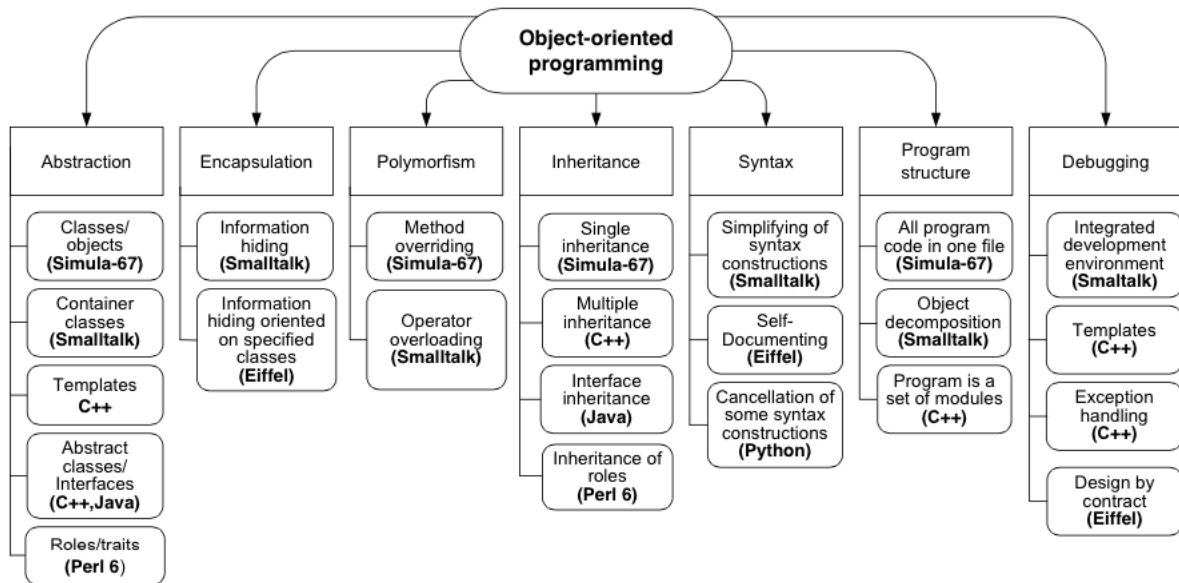 Object-oriented
programming
Abstraction
Classes/
objects
(Simula-67)
Container
classes
(Smalltalk)
Templates
C++
Abstract
classes/
Interfaces
(C++,Java)
Roles/traits
(Perl 6)
Encapsulation
Information
hiding
(Smalltalk)
Information
hiding oriented
on specified
classes
(Eiffel)
Polymorfism
Method
overriding
(Simula-67)
Operator
overloading
(Smalltalk)
Inheritance
Single
inheritance
(Simula-67)
Multiple
inheritance
(C++)
Interface
inheritance
(Java)
Inheritance of
roles
(Perl 6)
Syntax
Simplifying of
syntax
constructions
(Smalltalk)
Self-
Documenting
(Eiffel)
Cancellation of
some syntax
constructions
(Python)
Program
structure
All program
code in one file
(Simula-67)
Object
decomposition
(Smalltalk)
Program is a
set of modules
(C++)
Debugging
Integrated
development
environment
(Smaltalk)
Templates
(C++)
Exception
handling
(C++)
Design by
contract
(Eiffel)